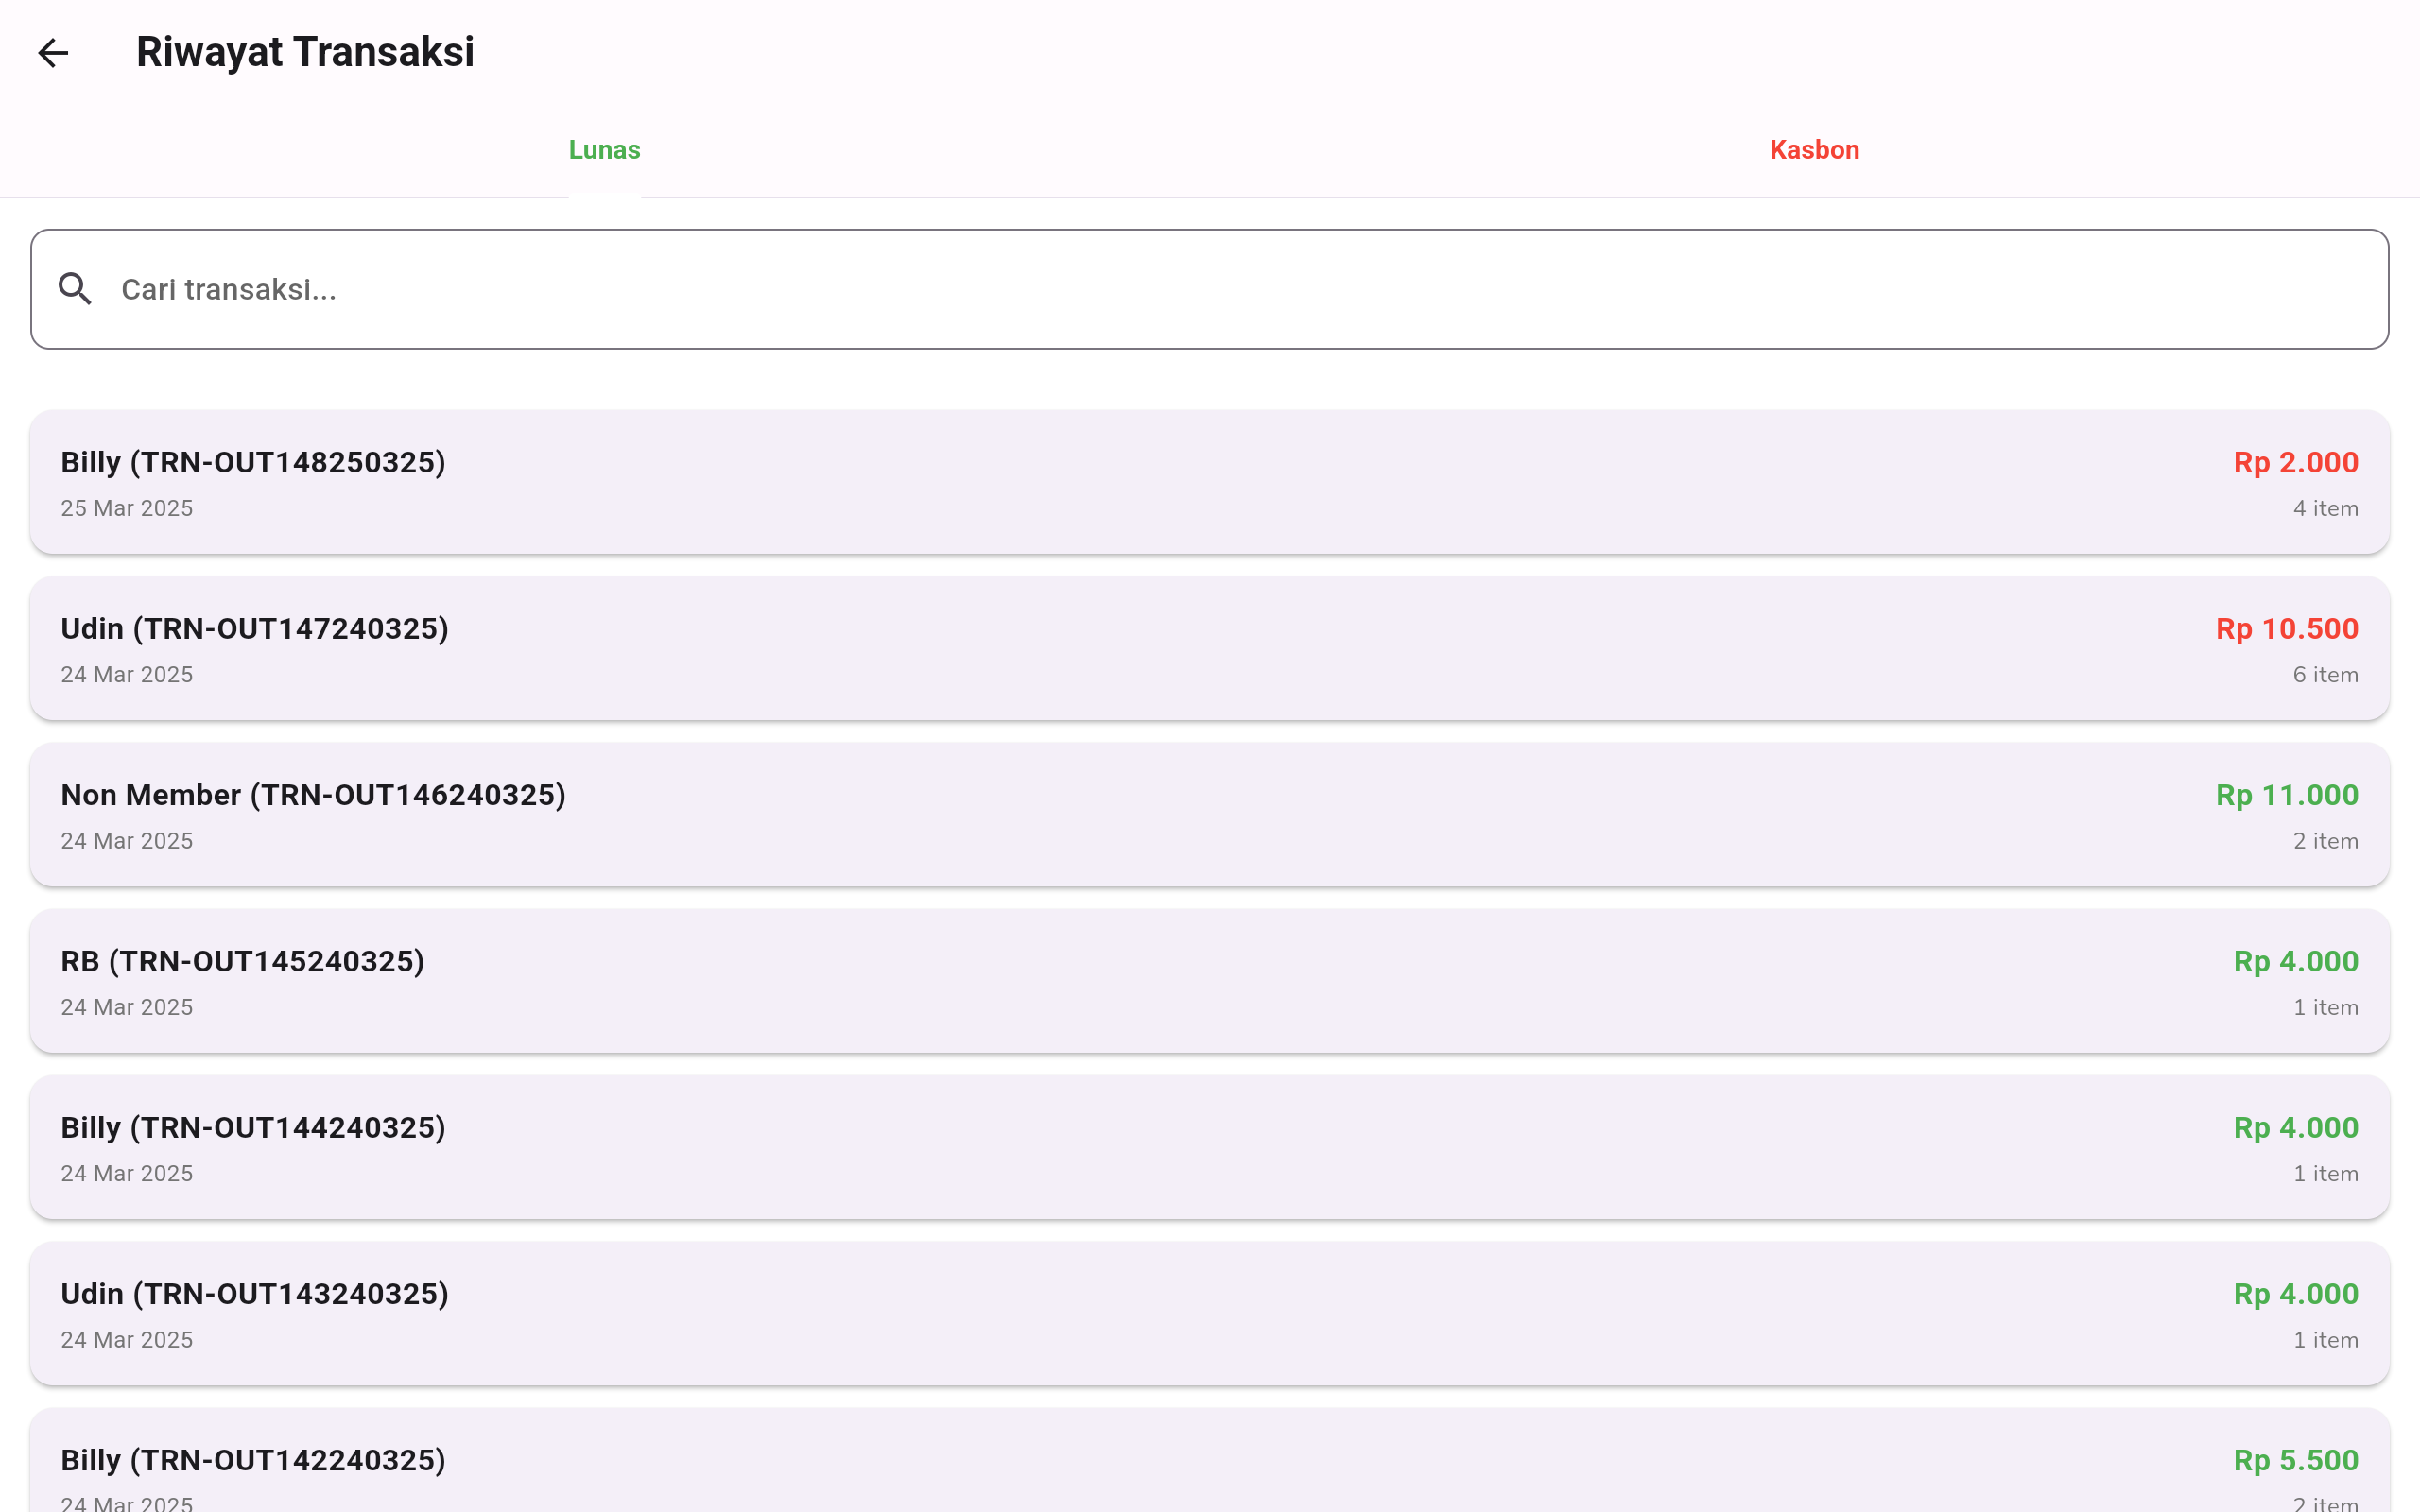 Riwayat Transaksi
Lunas Kasbon
Cari transaksi...
Billy (TRN-OUT148250325) Rp 2.000
25 Mar 2025 4 item
Udin (TRN-OUT147240325) Rp 10.500
24 Mar 2025 6 item
Non Member (TRN-OUT146240325) Rp 11.000
24 Mar 2025 2 item
RB (TRN-OUT145240325) Rp 4.000
24 Mar 2025 1 item
Billy (TRN-OUT144240325) Rp 4.000
24 Mar 2025 1 item
Udin (TRN-OUT143240325) Rp 4.000
24 Mar 2025 1 item
Billy (TRN-OUT142240325) Rp 5.500
24 Mar 2025 2 item